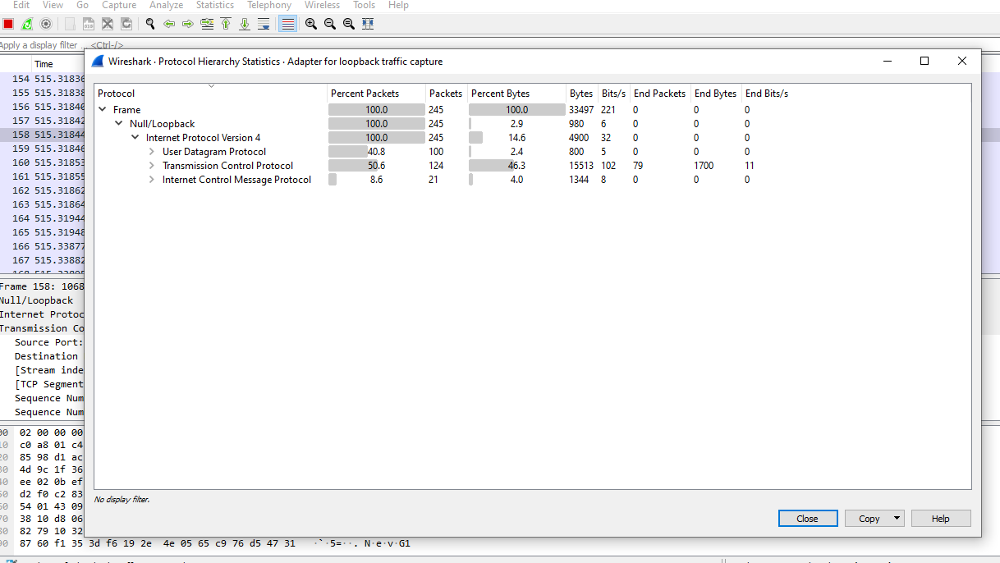 Edit View Go Capture Analyze Statistics Telephony Wireless Tools Help
Apply a display filter ... <Ctrl-/>
Wireshark · Protocol Hierarchy Statistics · Adapter for loopback traffic capture
Time
154 515.31836
155 515.31838
156 515.31840
157 515.31842
158 515.31844
159 515.31846
160 515.31853
161 515.31855
162 515.31862
163 515.31864
164 515.31944
165 515.31948
166 515.33877
167 515.33882
Protocol Percent Packets Packets Percent Bytes Bytes Bits/s End Packets End Bytes End Bits/s
Frame 100.0 245 100.0 33497 221 0 0 0
Null/Loopback 100.0 245 2.9 980 6 0 0 0
Internet Protocol Version 4 100.0 245 14.6 4900 32 0 0 0
User Datagram Protocol 40.8 100 2.4 800 5 0 0 0
Transmission Control Protocol 50.6 124 46.3 15513 102 79 1700 11
Internet Control Message Protocol 8.6 21 4.0 1344 8 0 0 0
No display filter.
Close Copy Help
Frame 158: 1068
Null/Loopback
Internet Protoc
Transmission Co
Source Port:
Destination
[Stream inde
[TCP Segment
Sequence Num
Sequence Num
00 02 00 00 00
10 c0 a8 01 c4
20 85 98 d1 ac
30 4d 9c 1f 36
40 ee 02 0b ef
50 d2 f0 c2 83
60 54 01 43 09
70 38 10 d8 06
80 82 79 10 32
90 87 60 f1 35 3d f6 19 2e 4e 05 65 c9 76 d5 47 31 ·`·5=··. N·e·v·G1